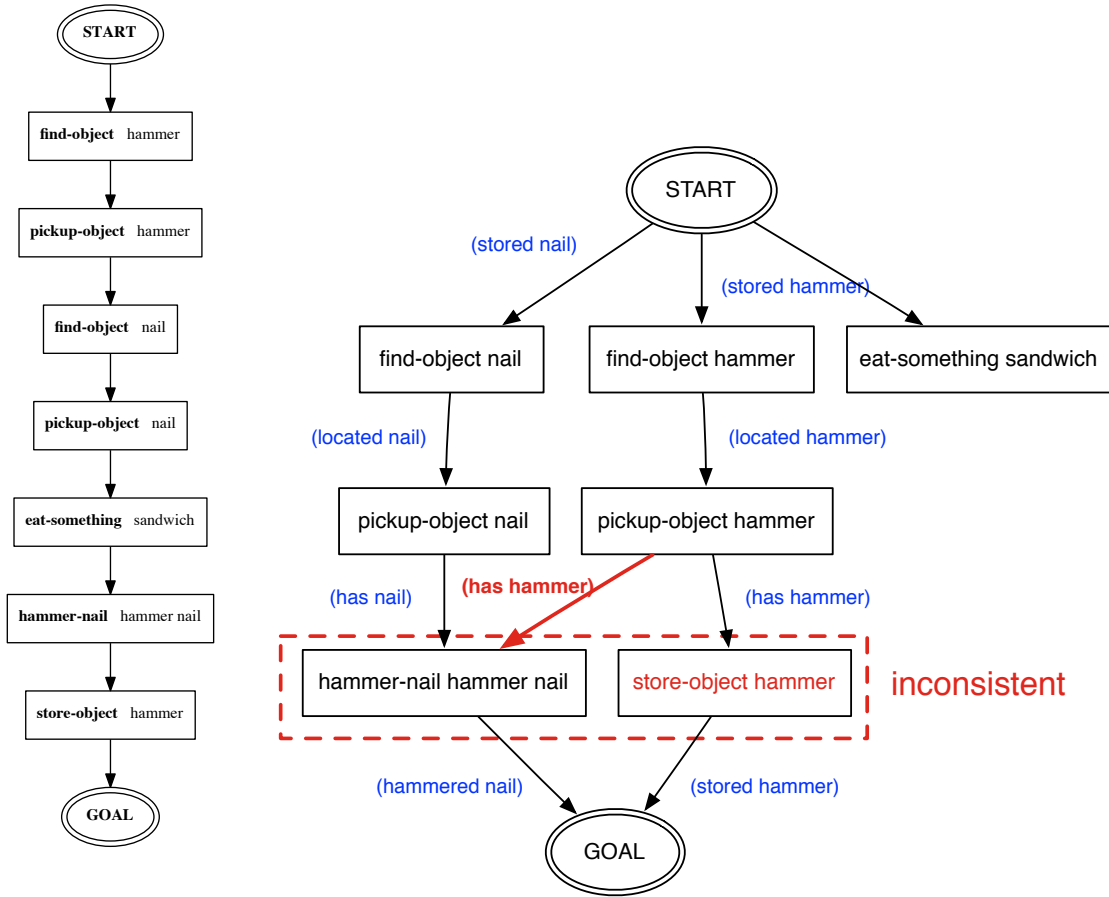 START
find-object hammer
pickup-object hammer
find-object nail
pickup-object nail
eat-something sandwich
hammer-nail hammer nail
store-object hammer
GOAL
START
(stored nail)
(stored hammer)
find-object nail
find-object hammer
eat-something sandwich
(located nail)
(located hammer)
pickup-object nail
pickup-object hammer
(has nail)
(has hammer)
(has hammer)
hammer-nail hammer nail
store-object hammer
inconsistent
(hammered nail)
(stored hammer)
GOAL